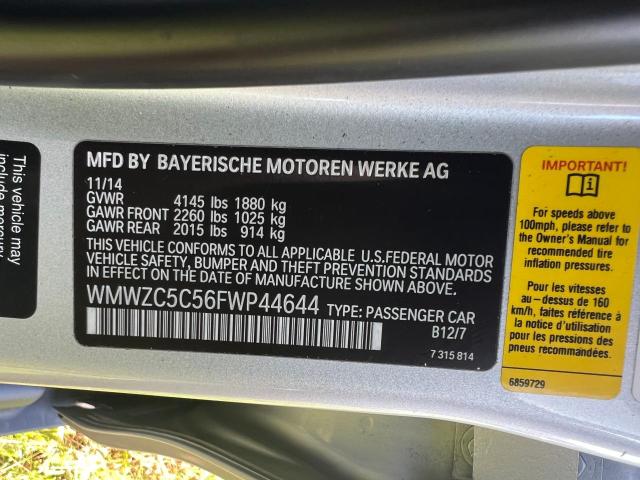 This vehicle may
include mercury
MFD BY BAYERISCHE MOTOREN WERKE AG
11/14
GVWR 4145 lbs 1880 kg
GAWR FRONT 2260 lbs 1025 kg
GAWR REAR 2015 lbs 914 kg
THIS VEHICLE CONFORMS TO ALL APPLICABLE U.S.FEDERAL MOTOR
VEHICLE SAFETY, BUMPER AND THEFT PREVENTION STANDARDS
IN EFFECT ON THE DATE OF MANUFACTURE SHOWN ABOVE.
WMWZC5C56FWP44644 TYPE: PASSENGER CAR
B12/7
7 315 814
IMPORTANT!
For speeds above
100mph, please refer to
the Owner's Manual for
recommended tire
inflation pressures.
Pour les vitesses
au-dessus de 160
km/h, faites référence
à la notice d'utilisation
pour les pressions des
pneus recommandées.
6859729